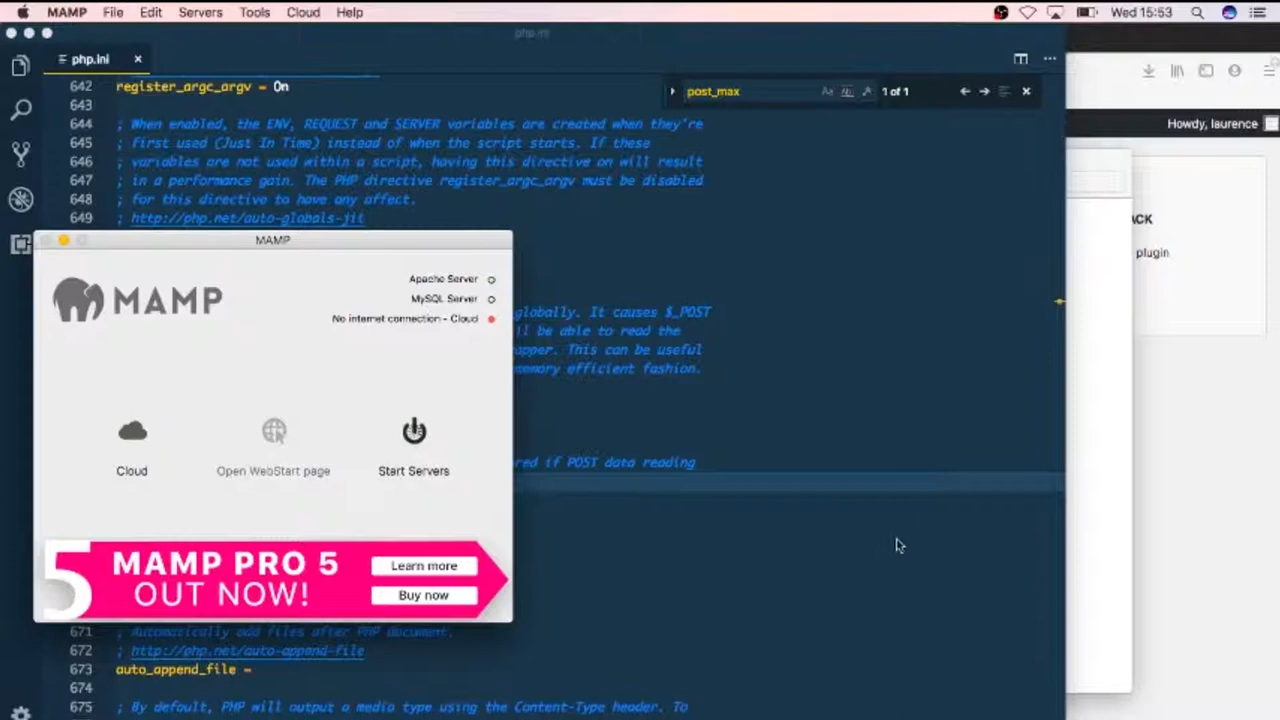 MAMP File Edit Servers Tools Cloud Help
Wed 15:53
php.ini
php.ini
post_max
1 of 1
642 register_argc_argv = On
643
644 ; When enabled, the ENV, REQUEST and SERVER variables are created when they're
645 ; first used (Just In Time) instead of when the script starts. If these
646 ; variables are not used within a script, having this directive on will result
647 ; in a performance gain. The PHP directive register_argc_argv must be disabled
648 ; for this directive to have any affect.
649 ; http://php.net/auto-globals-jit
Howdy, laurence
ACK
plugin
MAMP
MAMP
Apache Server
MySQL Server
No internet connection - Cloud
Cloud
Open WebStart page
Start Servers
5
MAMP PRO 5
OUT NOW!
Learn more
Buy now
globally. It causes $_POST
ll be able to read the
apper. This can be useful
memory efficient fashion.
red if POST data reading
671 ; Automatically add files after PHP document.
672 ; http://php.net/auto-append-file
673 auto_append_file =
674
675 ; By default, PHP will output a media type using the Content-Type header. To